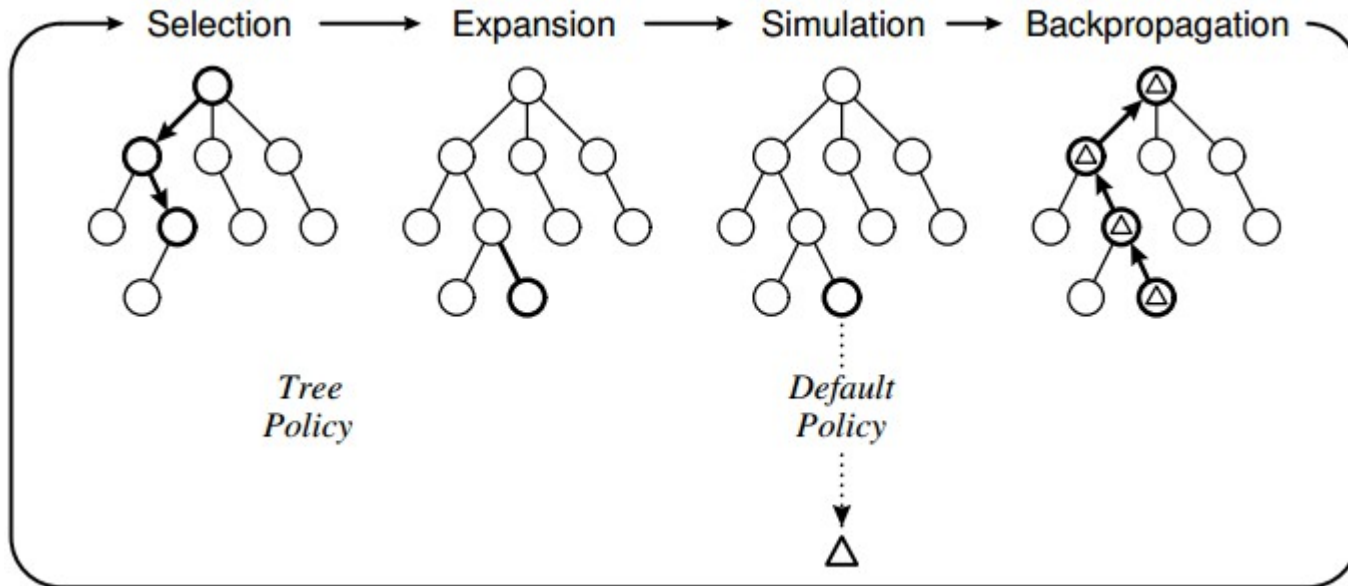 Selection Expansion Simulation Backpropagation
Tree
Policy
Default
Policy